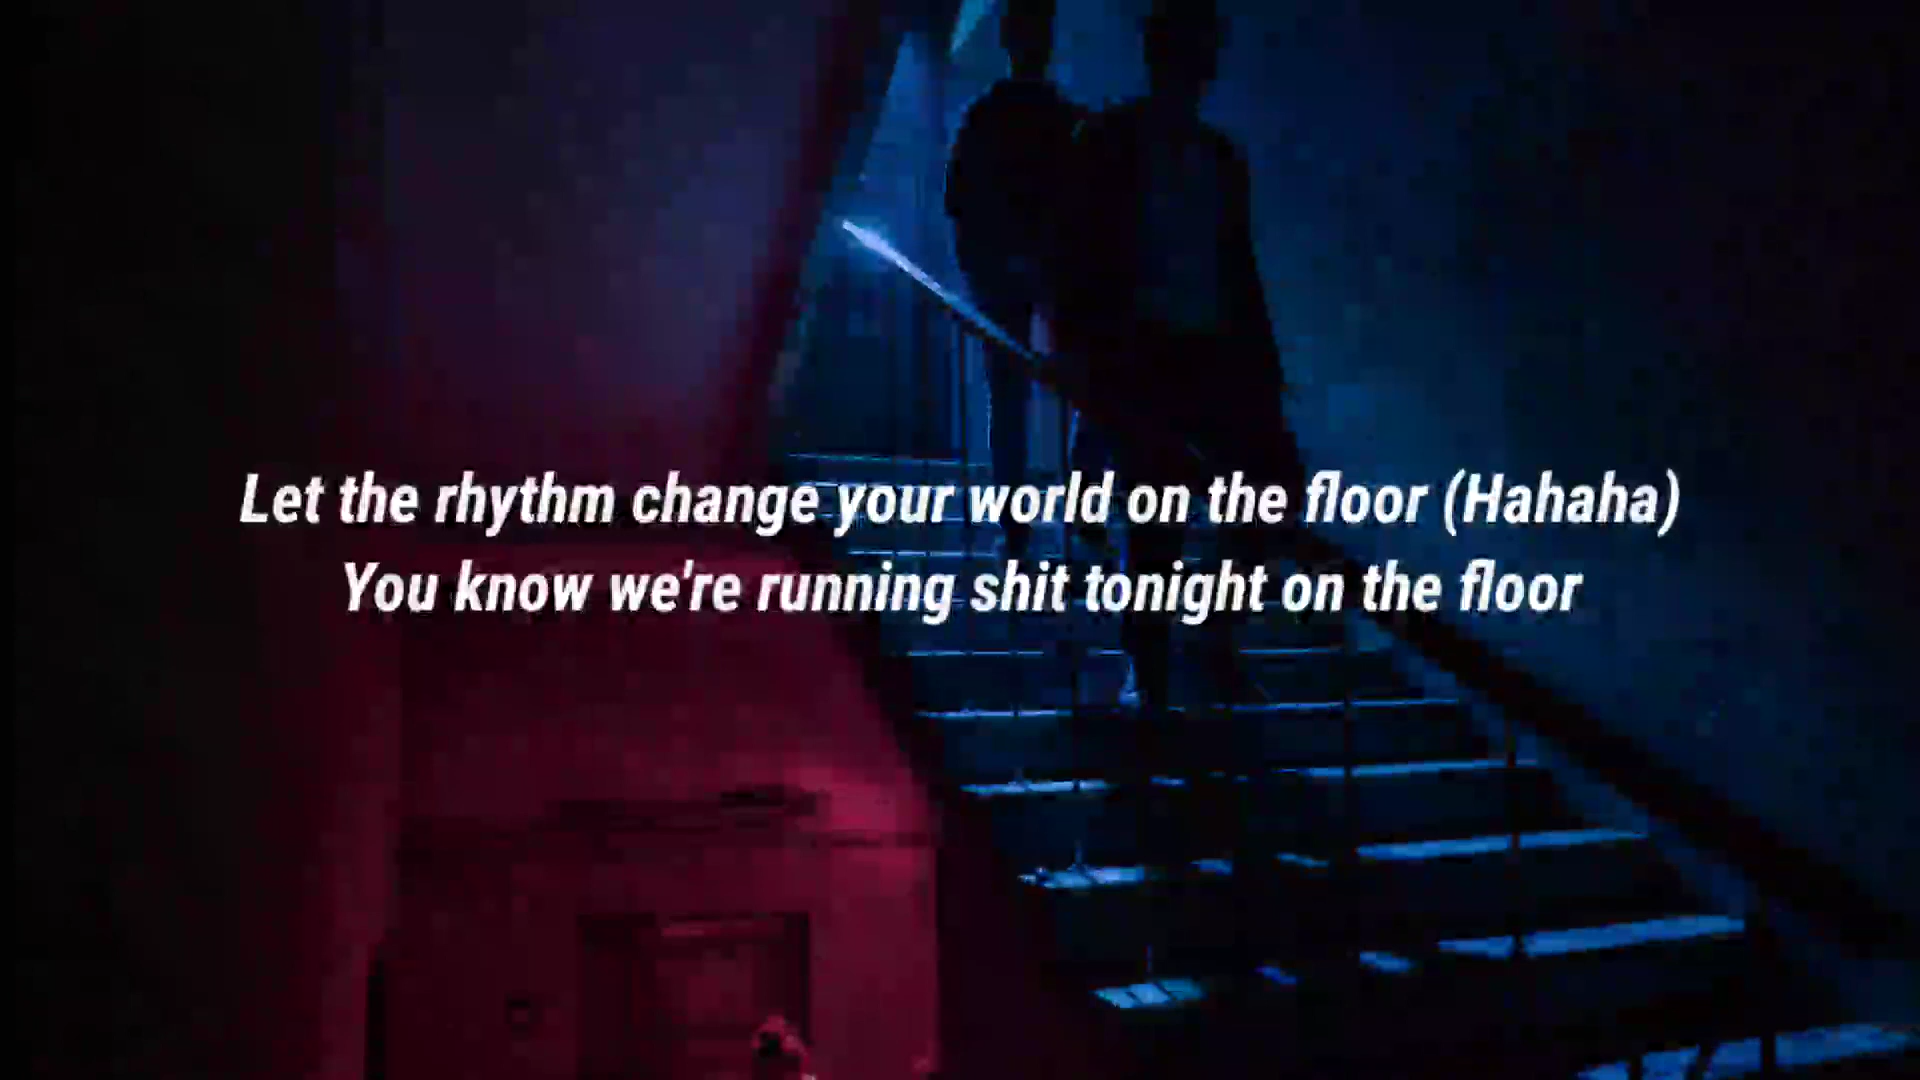 Let the rhythm change your world on the floor (Hahaha)
You know we're running shit tonight on the floor